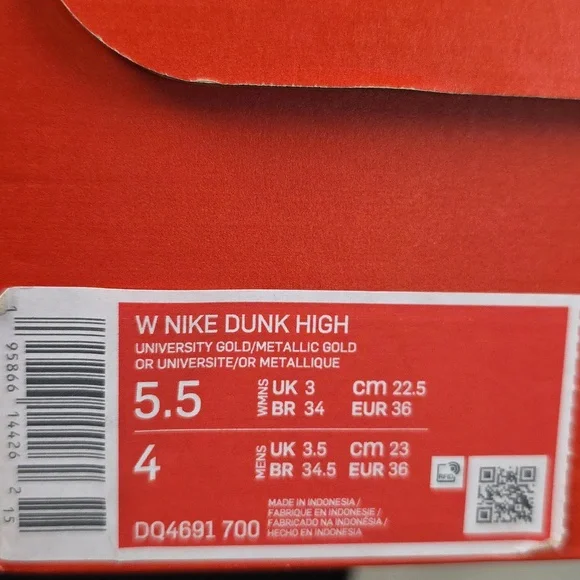 W NIKE DUNK HIGH
UNIVERSITY GOLD/METALLIC GOLD
OR UNIVERSITE/OR METALLIQUE
5.5 WMNS UK 3 cm 22.5
BR 34 EUR 36
4 MENS UK 3.5 cm 23
BR 34.5 EUR 36
MADE IN INDONESIA /
FABRIQUE EN INDONÉSIE /
FABRICADO NA INDONÉSIA /
HECHO EN INDONESIA
DQ4691 700
1 95866 14426 2 15